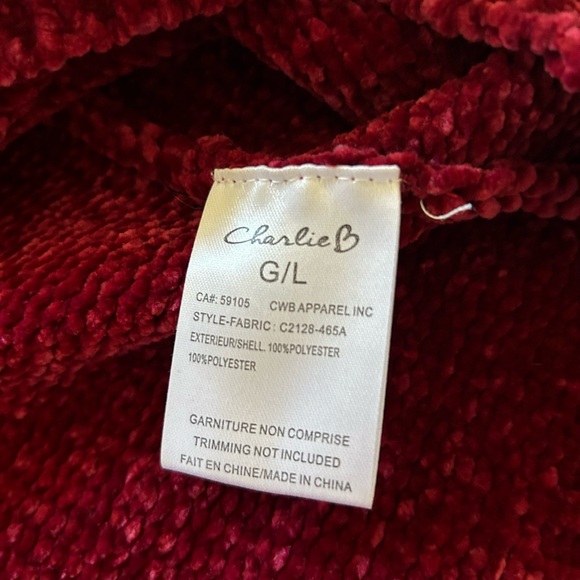 Charlie B
G/L
CA#: 59105 CWB APPAREL INC
STYLE-FABRIC : C2128-465A
EXTERIEUR/SHELL. 100%POLYESTER
100%POLYESTER
GARNITURE NON COMPRISE
TRIMMING NOT INCLUDED
FAIT EN CHINE/MADE IN CHINA